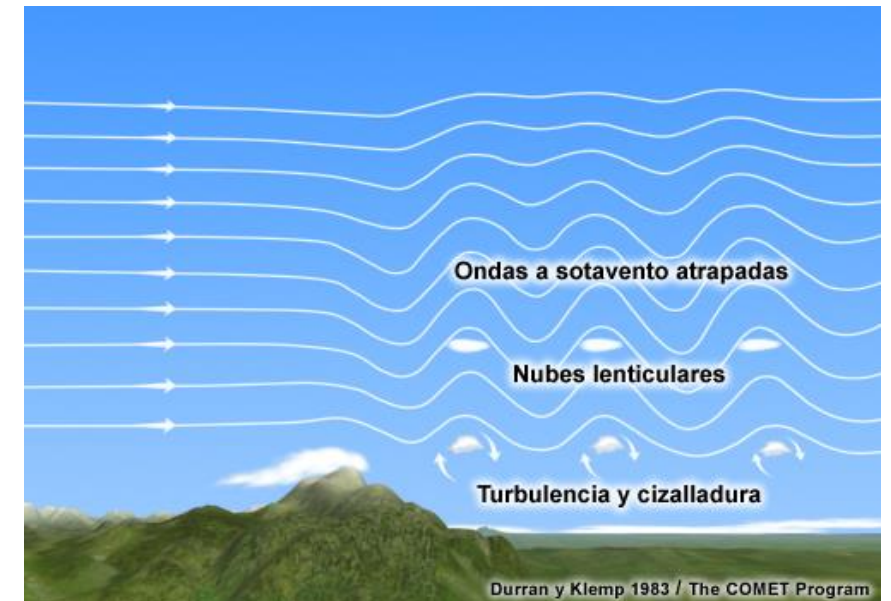 Ondas a sotavento atrapadas
Nubes lenticulares
Turbulencia y cizalladura
Durran y Klemp 1983 / The COMET Program